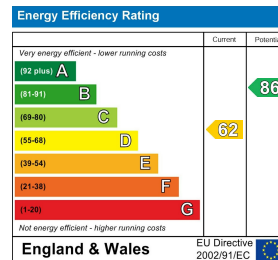 Energy Efficiency Rating
Current
Very energy efficient - lower running costs
(92 plus) A
(81-91) B
86
(69-80) C
62
(55-68) D
(39-54) E
(21-38) F
(1-20) G
Not energy efficient - higher running costs
England & Wales
EU Directive
2002/91/EC